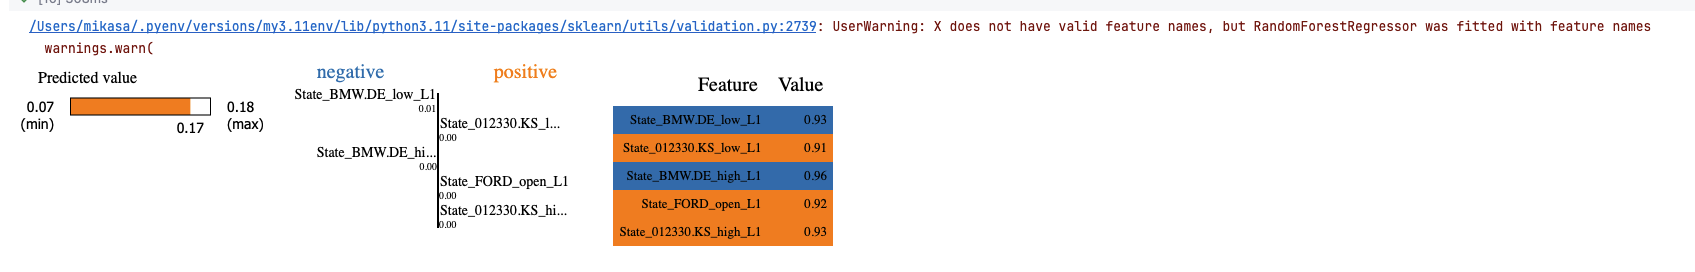 /Users/mikasa/.pyenv/versions/my3.11env/lib/python3.11/site-packages/sklearn/utils/validation.py:2739: UserWarning: X does not have valid feature names, but RandomForestRegressor was fitted with feature names
warnings.warn(
Predicted value
0.07
(min)
0.17
0.18
(max)
negative
positive
State_BMW.DE_low_L1
0.01
State_012330.KS_l...
0.00
State_BMW.DE_hi...
0.00
State_FORD_open_L1
0.00
State_012330.KS_hi...
0.00
Feature Value
State_BMW.DE_low_L1 0.93
State_012330.KS_low_L1 0.91
State_BMW.DE_high_L1 0.96
State_FORD_open_L1 0.92
State_012330.KS_high_L1 0.93